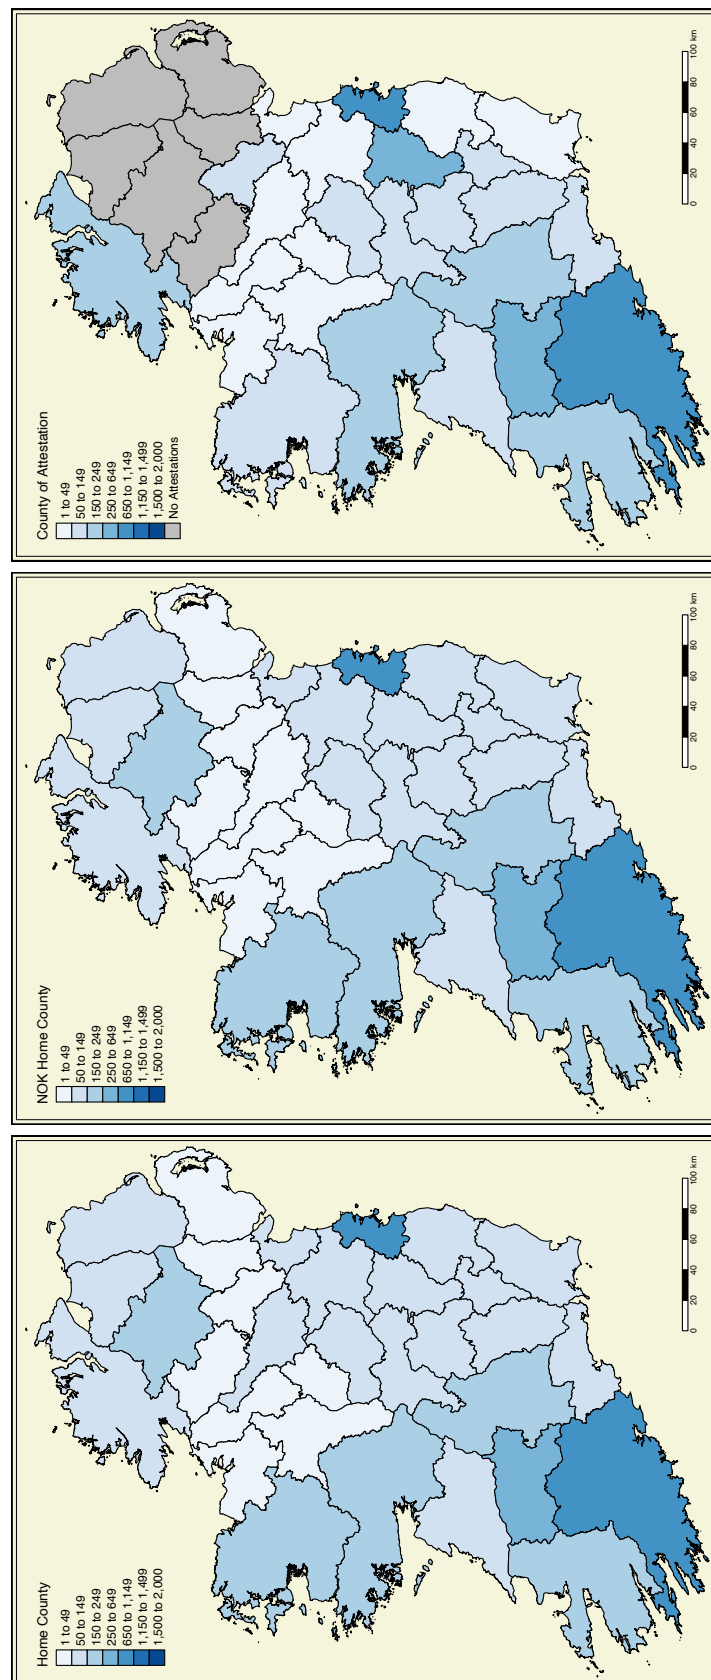 Home County
1 to 49
50 to 149
150 to 249
250 to 649
650 to 1,149
1,150 to 1,499
1,500 to 2,000
0 20 40 60 80 100 km
NOK Home County
1 to 49
50 to 149
150 to 249
250 to 649
650 to 1,149
1,150 to 1,499
1,500 to 2,000
0 20 40 60 80 100 km
County of Attestation
1 to 49
50 to 149
150 to 249
250 to 649
650 to 1,149
1,150 to 1,499
1,500 to 2,000
No Attestations
0 20 40 60 80 100 km